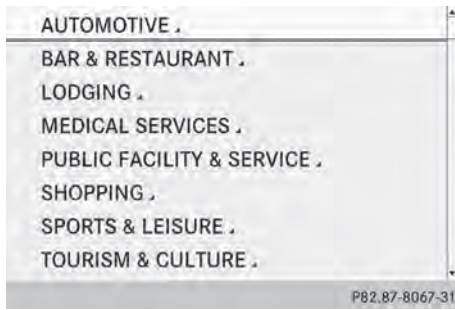 AUTOMOTIVE
BAR & RESTAURANT
LODGING
MEDICAL SERVICES
PUBLIC FACILITY & SERVICE
SHOPPING
SPORTS & LEISURE
TOURISM & CULTURE
P82.87-8067-31